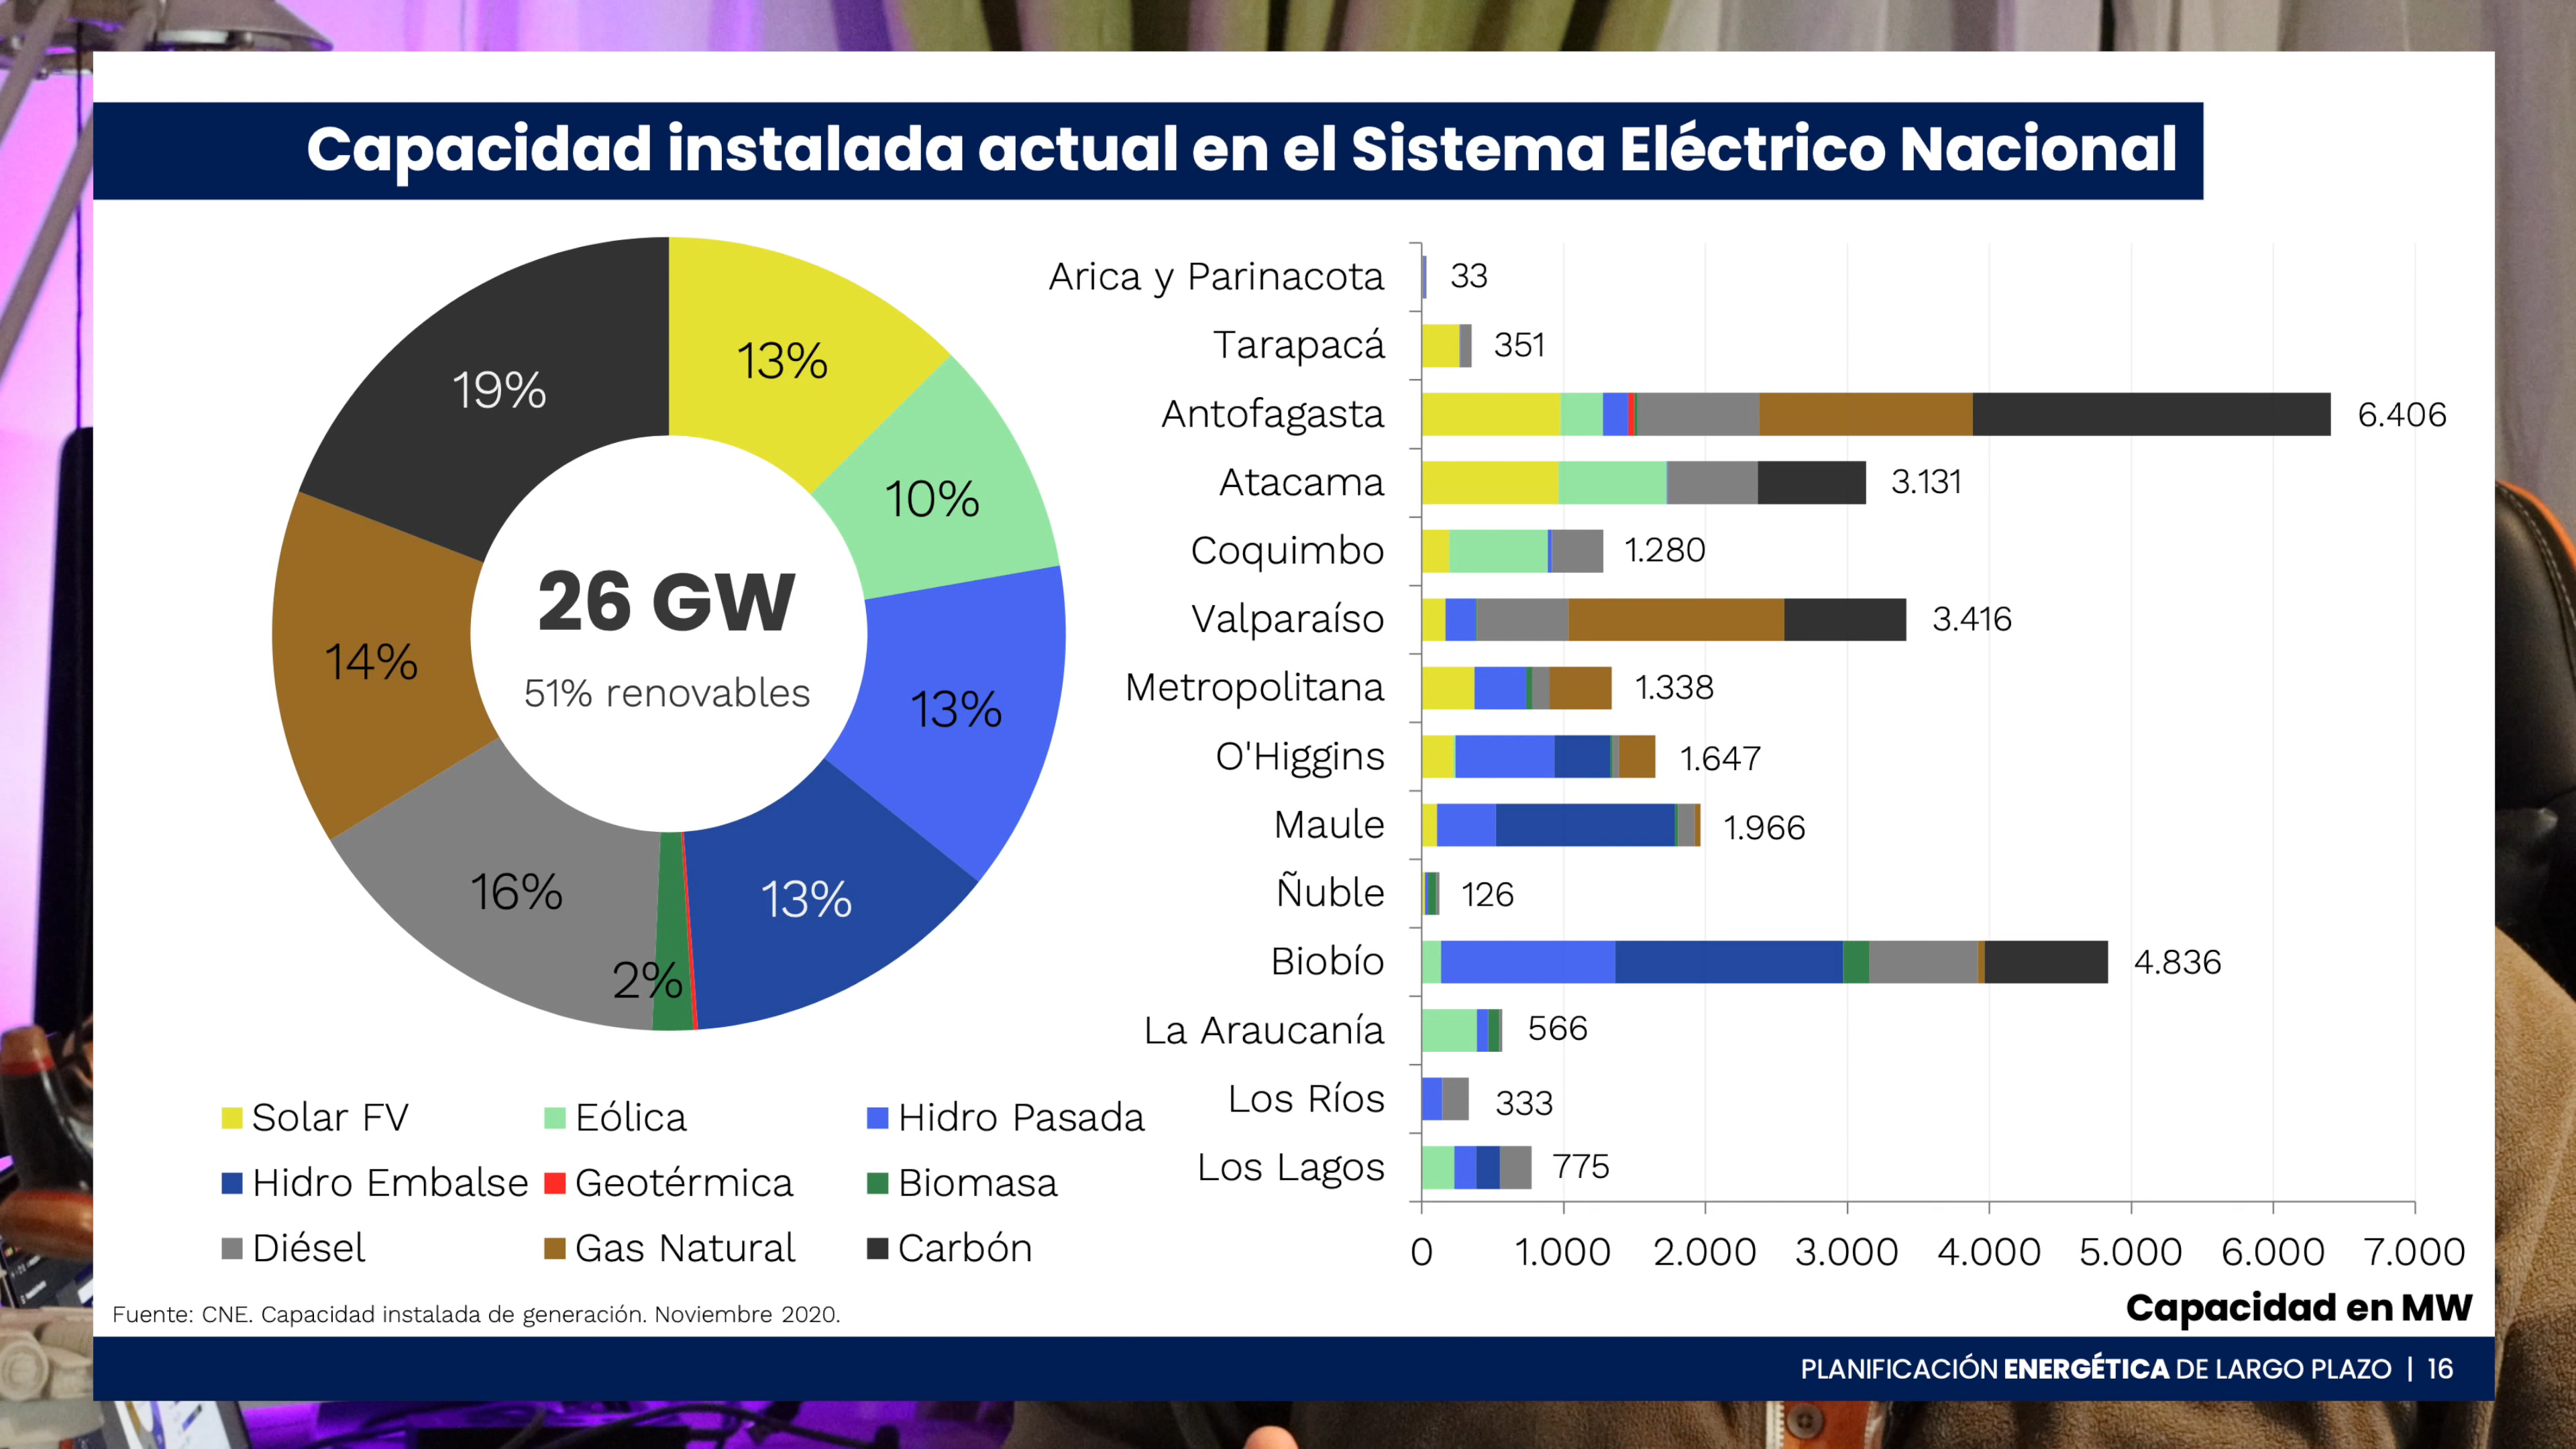 Capacidad instalada actual en el Sistema Eléctrico Nacional
13%
10%
13%
13%
2%
16%
14%
19%
26 GW
51% renovables
Solar FV
Eólica
Hidro Pasada
Hidro Embalse
Geotérmica
Biomasa
Diésel
Gas Natural
Carbón
Arica y Parinacota 33
Tarapacá 351
Antofagasta 6.406
Atacama 3.131
Coquimbo 1.280
Valparaíso 3.416
Metropolitana 1.338
O'Higgins 1.647
Maule 1.966
Ñuble 126
Biobío 4.836
La Araucanía 566
Los Ríos 333
Los Lagos 775
0 1.000 2.000 3.000 4.000 5.000 6.000 7.000
Capacidad en MW
Fuente: CNE. Capacidad instalada de generación. Noviembre 2020.
PLANIFICACIÓN ENERGÉTICA DE LARGO PLAZO | 16